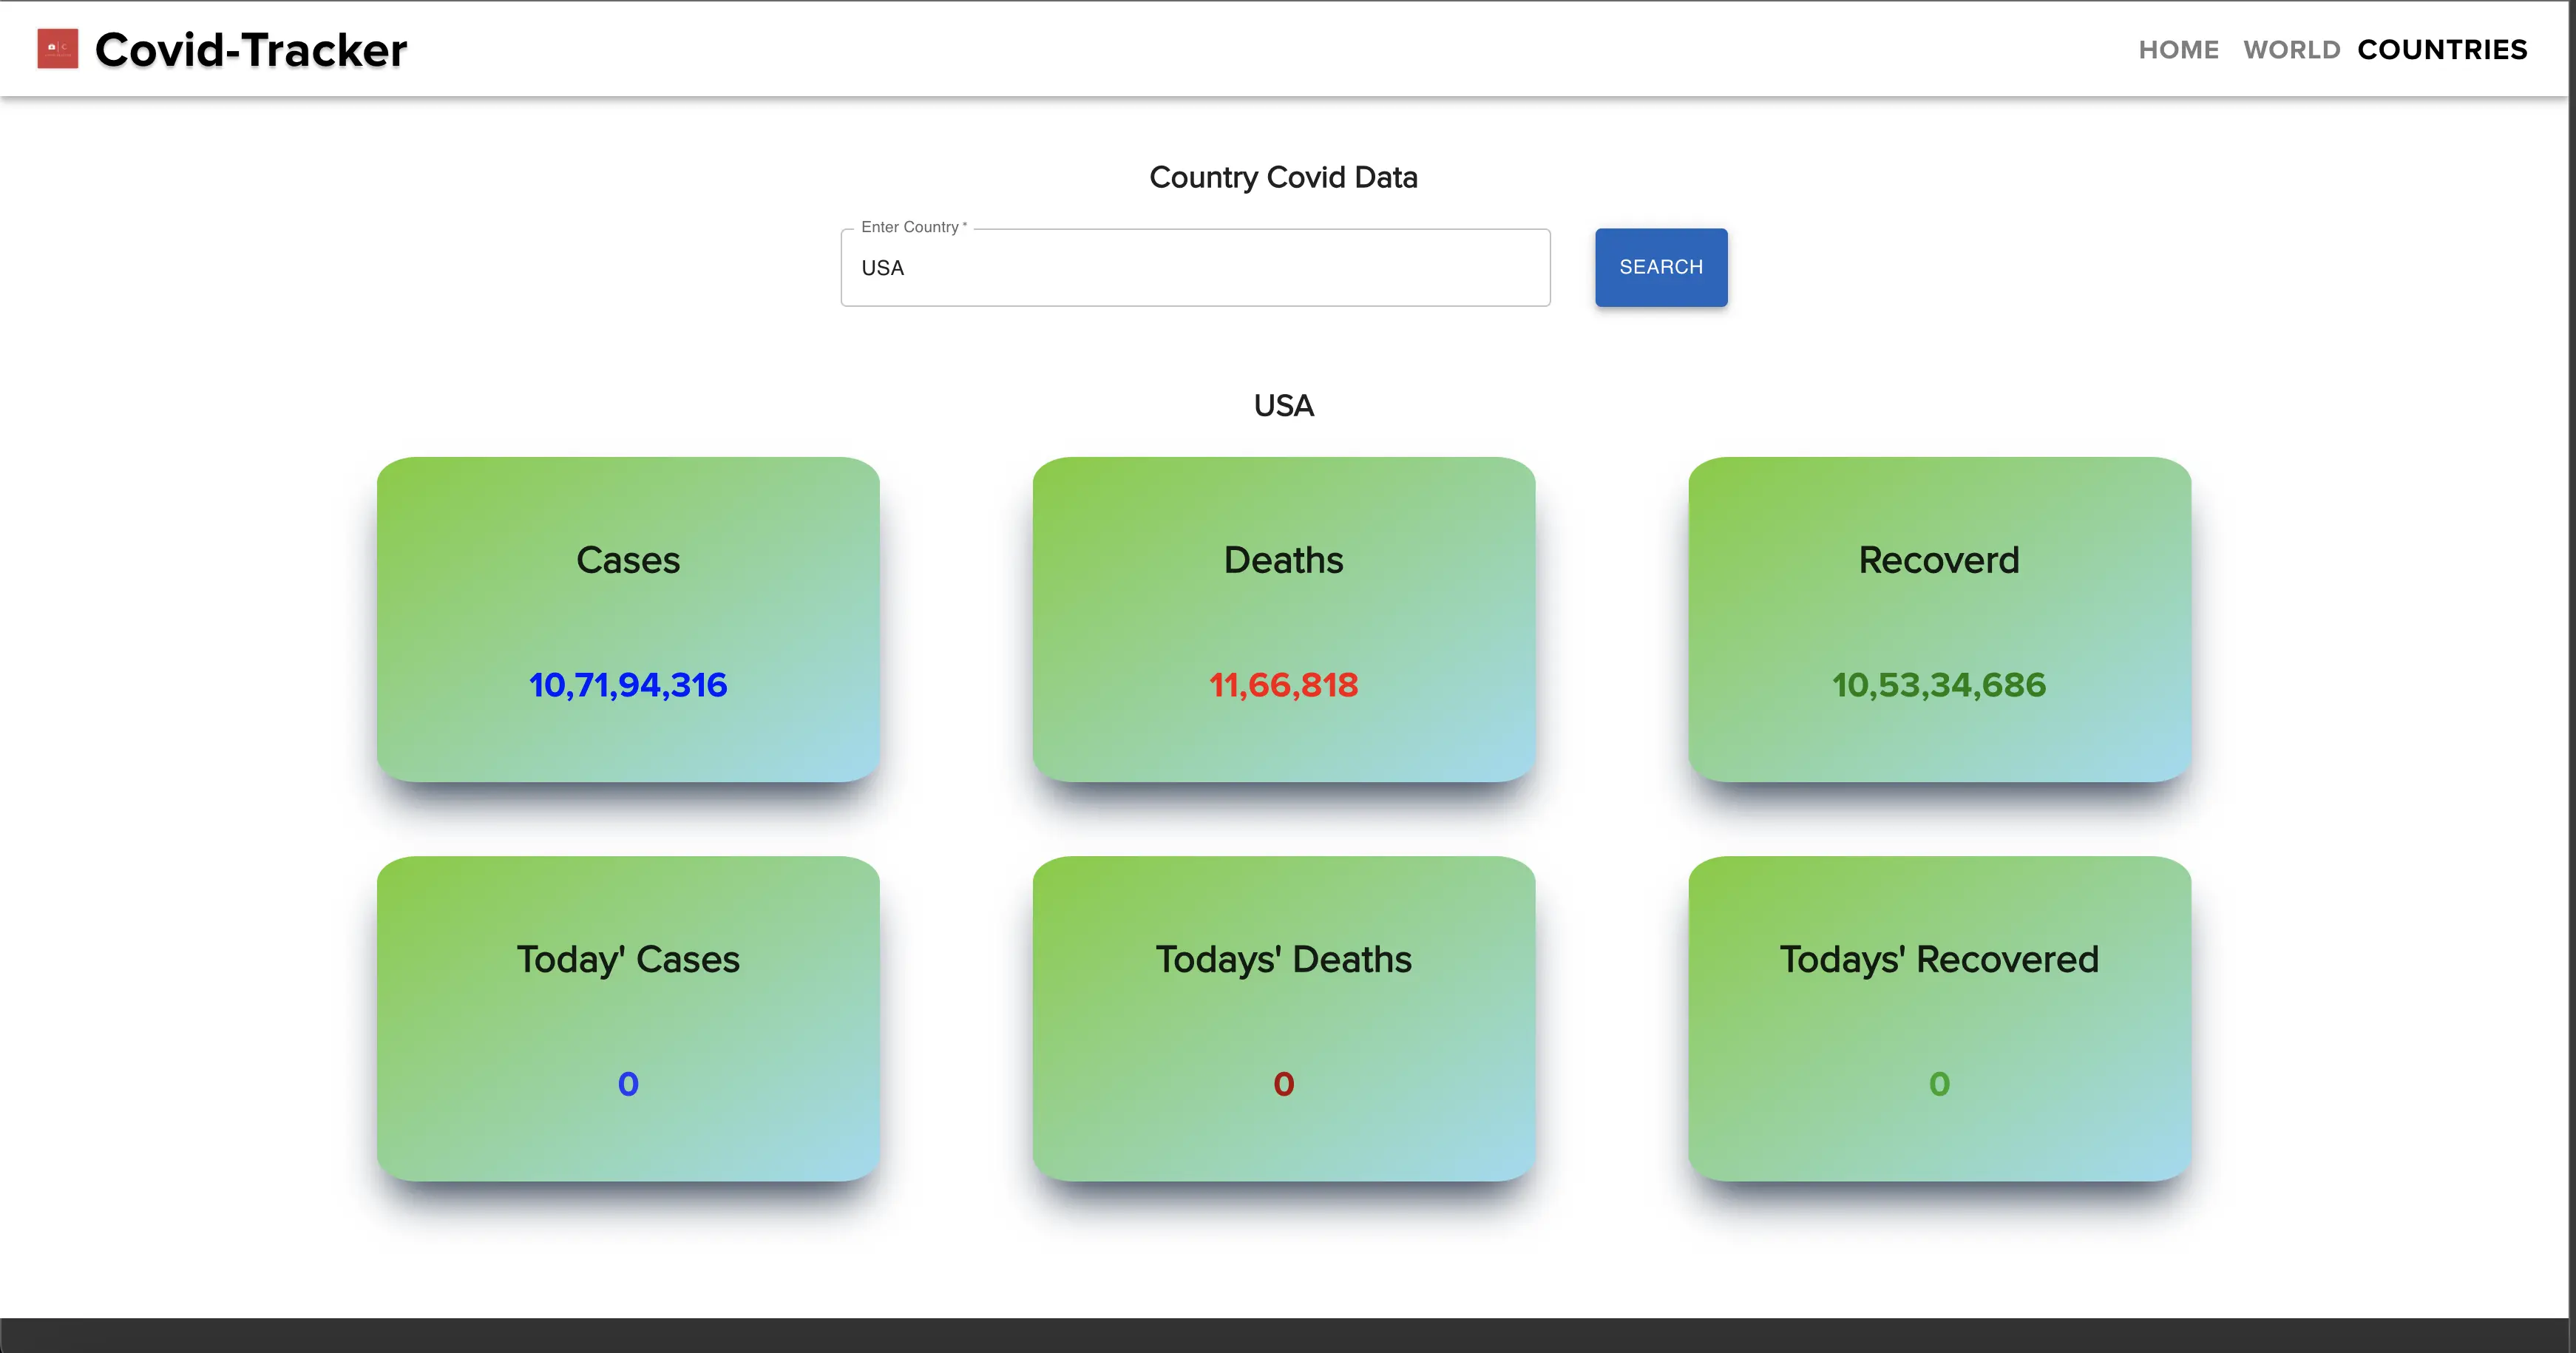 Covid-Tracker
HOME WORLD COUNTRIES
Country Covid Data
Enter Country *
USA
SEARCH
USA
Cases
10,71,94,316
Deaths
11,66,818
Recoverd
10,53,34,686
Today' Cases
0
Todays' Deaths
0
Todays' Recovered
0